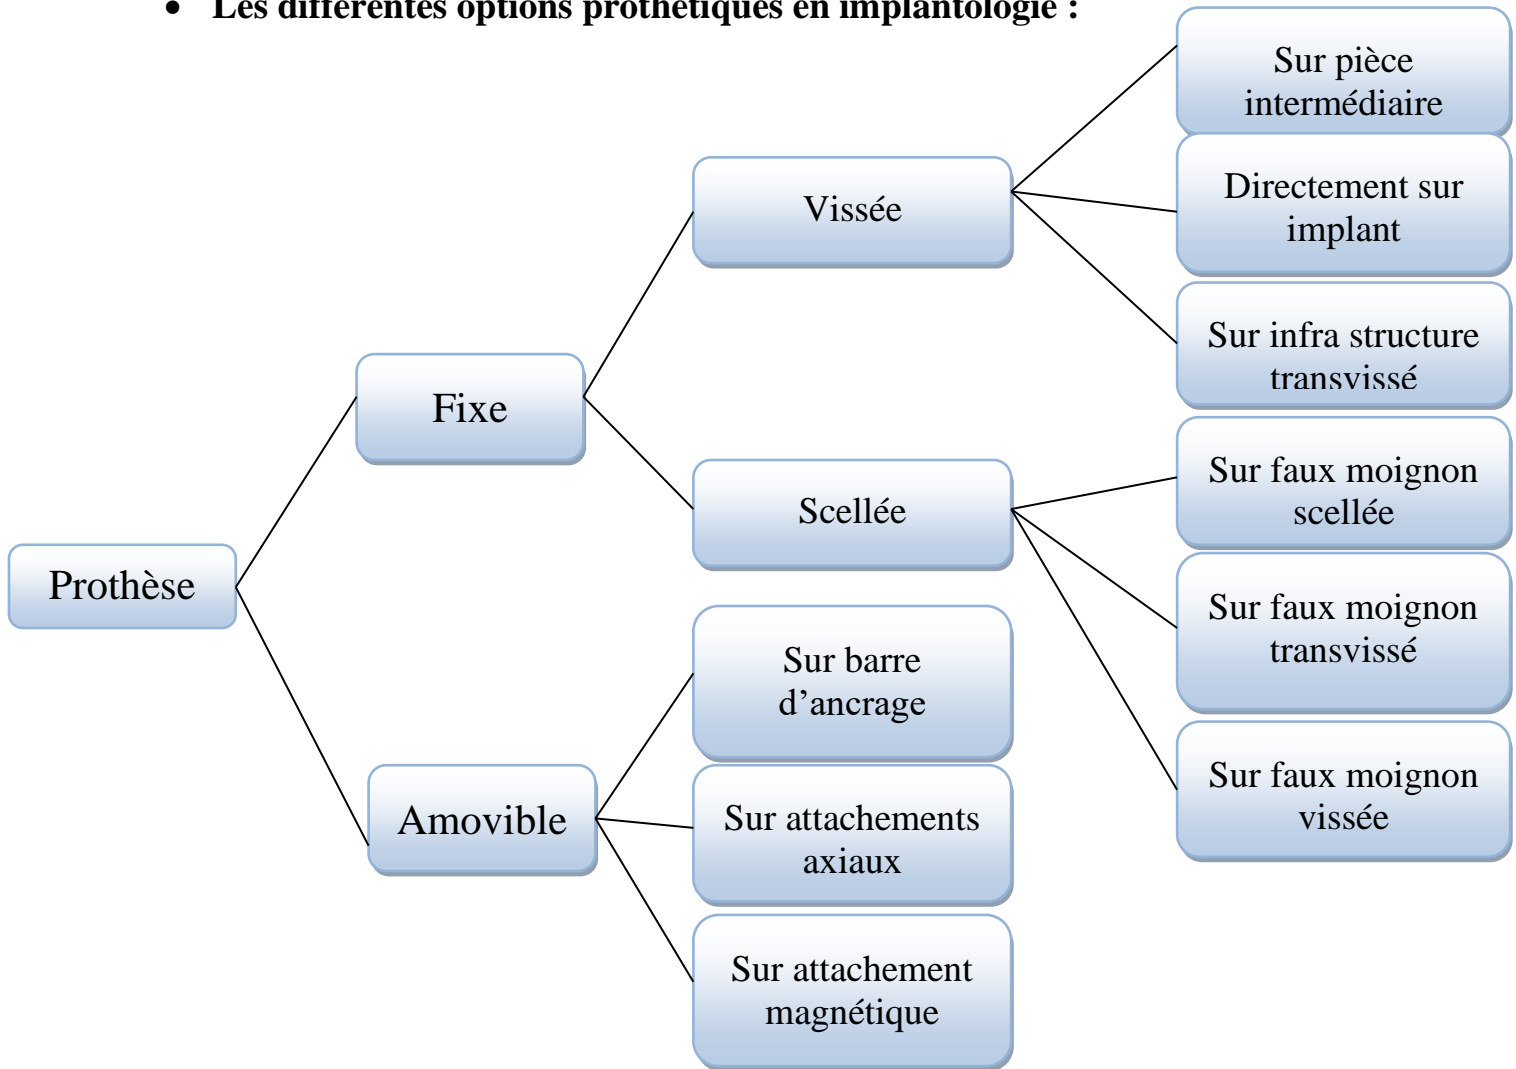 • Les différentes options prothétiques en implantologie :
Prothèse
Fixe
Vissée
Sur pièce
intermédiaire
Directement sur
implant
Sur infra structure
transvissé
Scellée
Sur faux moignon
scellée
Sur faux moignon
transvissé
Sur faux moignon
vissée
Amovible
Sur barre
d’ancrage
Sur attachements
axiaux
Sur attachement
magnétique